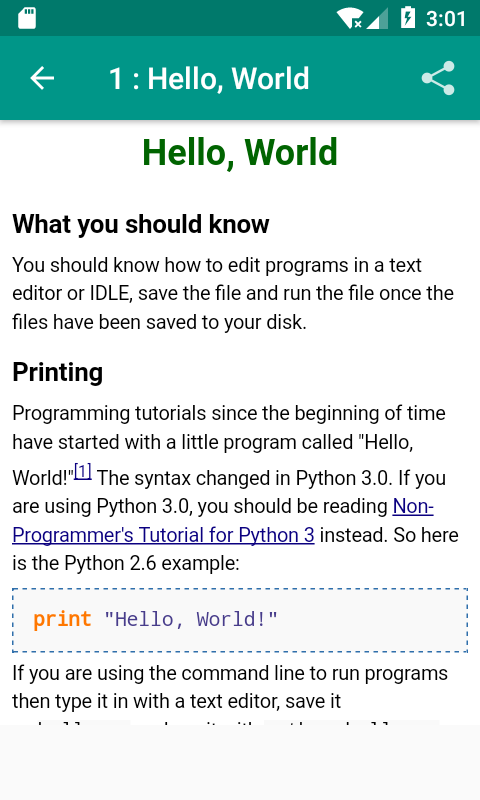 3:01
1 : Hello, World
Hello, World
What you should know
You should know how to edit programs in a text
editor or IDLE, save the file and run the file once the
files have been saved to your disk.
Printing
Programming tutorials since the beginning of time
have started with a little program called "Hello,
World!"[1] The syntax changed in Python 3.0. If you
are using Python 3.0, you should be reading Non-
Programmer's Tutorial for Python 3 instead. So here
is the Python 2.6 example:
print "Hello, World!"
If you are using the command line to run programs
then type it in with a text editor, save it